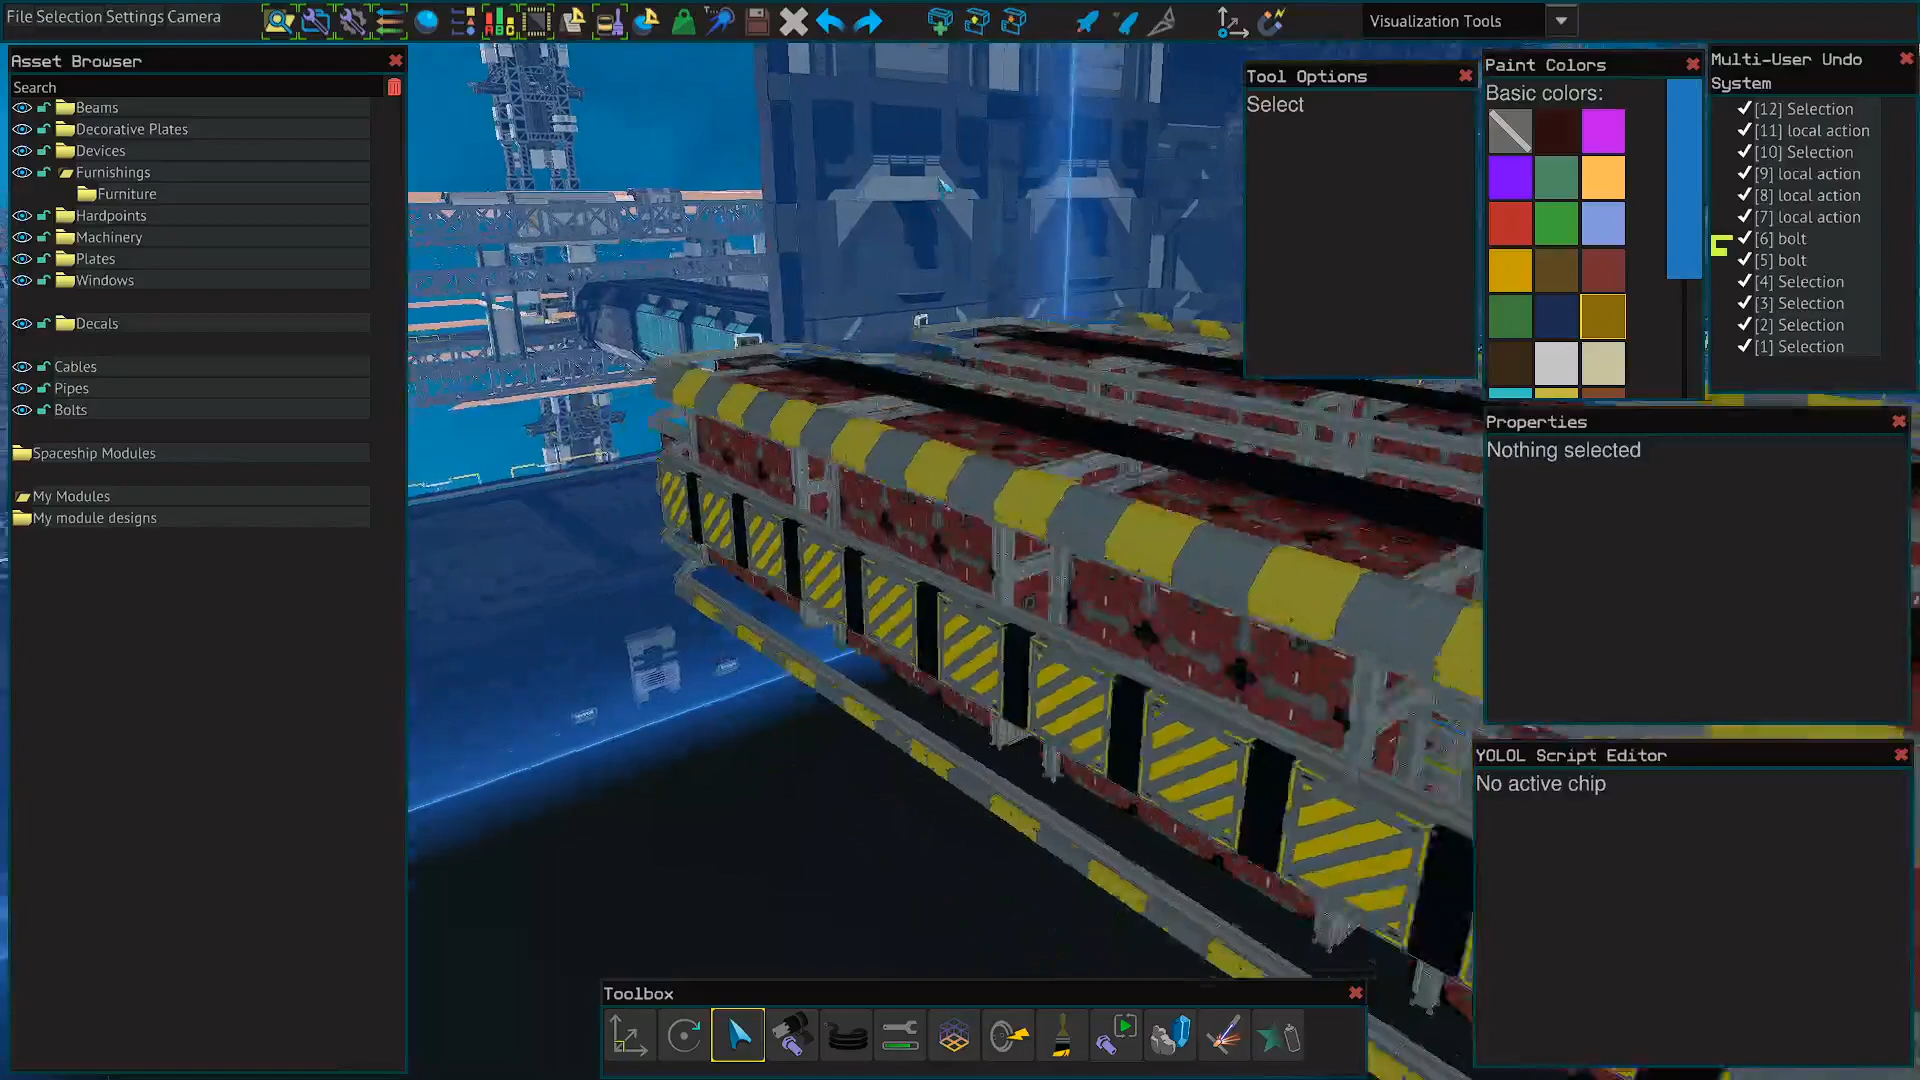 File Selection Settings Camera
Visualization Tools
Asset Browser
Search
Beams
Decorative Plates
Devices
Furnishings
Furniture
Hardpoints
Machinery
Plates
Windows
Decals
Cables
Pipes
Bolts
Spaceship Modules
My Modules
My module designs
Tool Options
Select
Paint Colors
Basic colors:
Multi-User Undo
System
[12] Selection
[11] local action
[10] Selection
[9] local action
[8] local action
[7] local action
[6] bolt
[5] bolt
[4] Selection
[3] Selection
[2] Selection
[1] Selection
Properties
Nothing selected
YOLOL Script Editor
No active chip
Toolbox